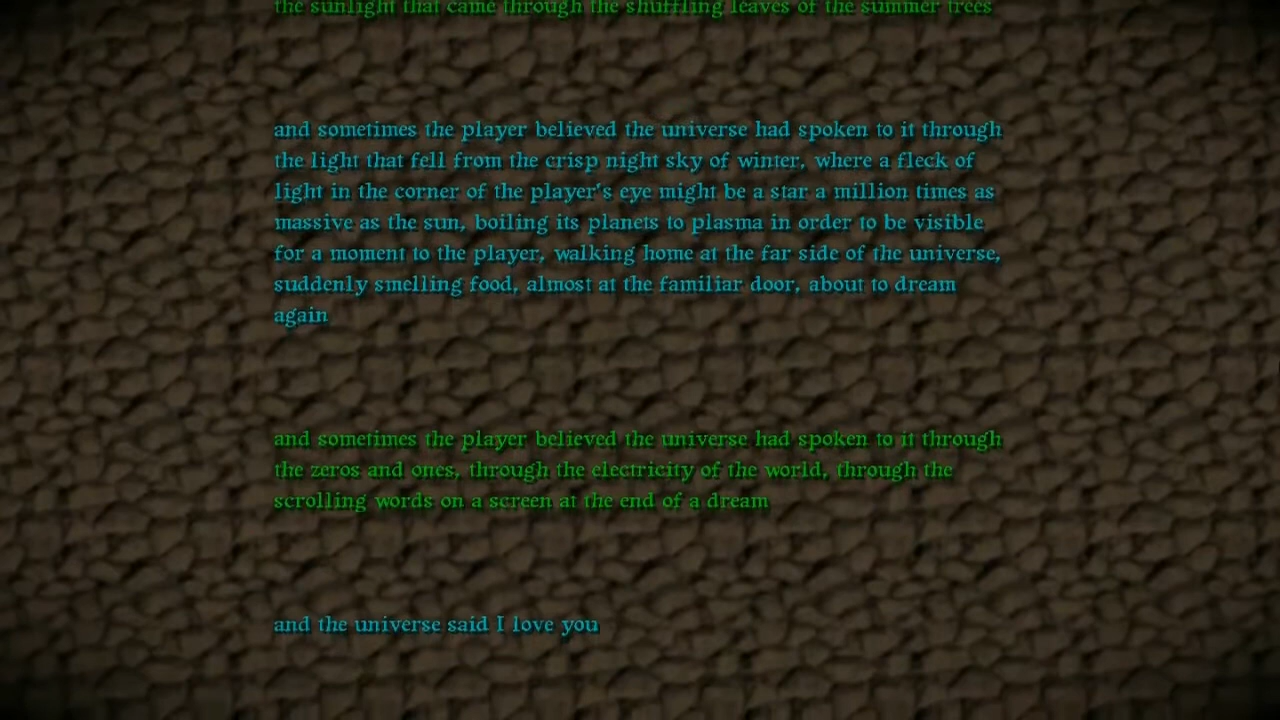 the sunlight that came through the shuffling leaves of the summer trees
and sometimes the player believed the universe had spoken to it through
the light that fell from the crisp night sky of winter, where a fleck of
light in the corner of the player's eye might be a star a million times as
massive as the sun, boiling its planets to plasma in order to be visible
for a moment to the player, walking home at the far side of the universe,
suddenly smelling food, almost at the familiar door, about to dream
again
and sometimes the player believed the universe had spoken to it through
the zeros and ones, through the electricity of the world, through the
scrolling words on a screen at the end of a dream
and the universe said I love you